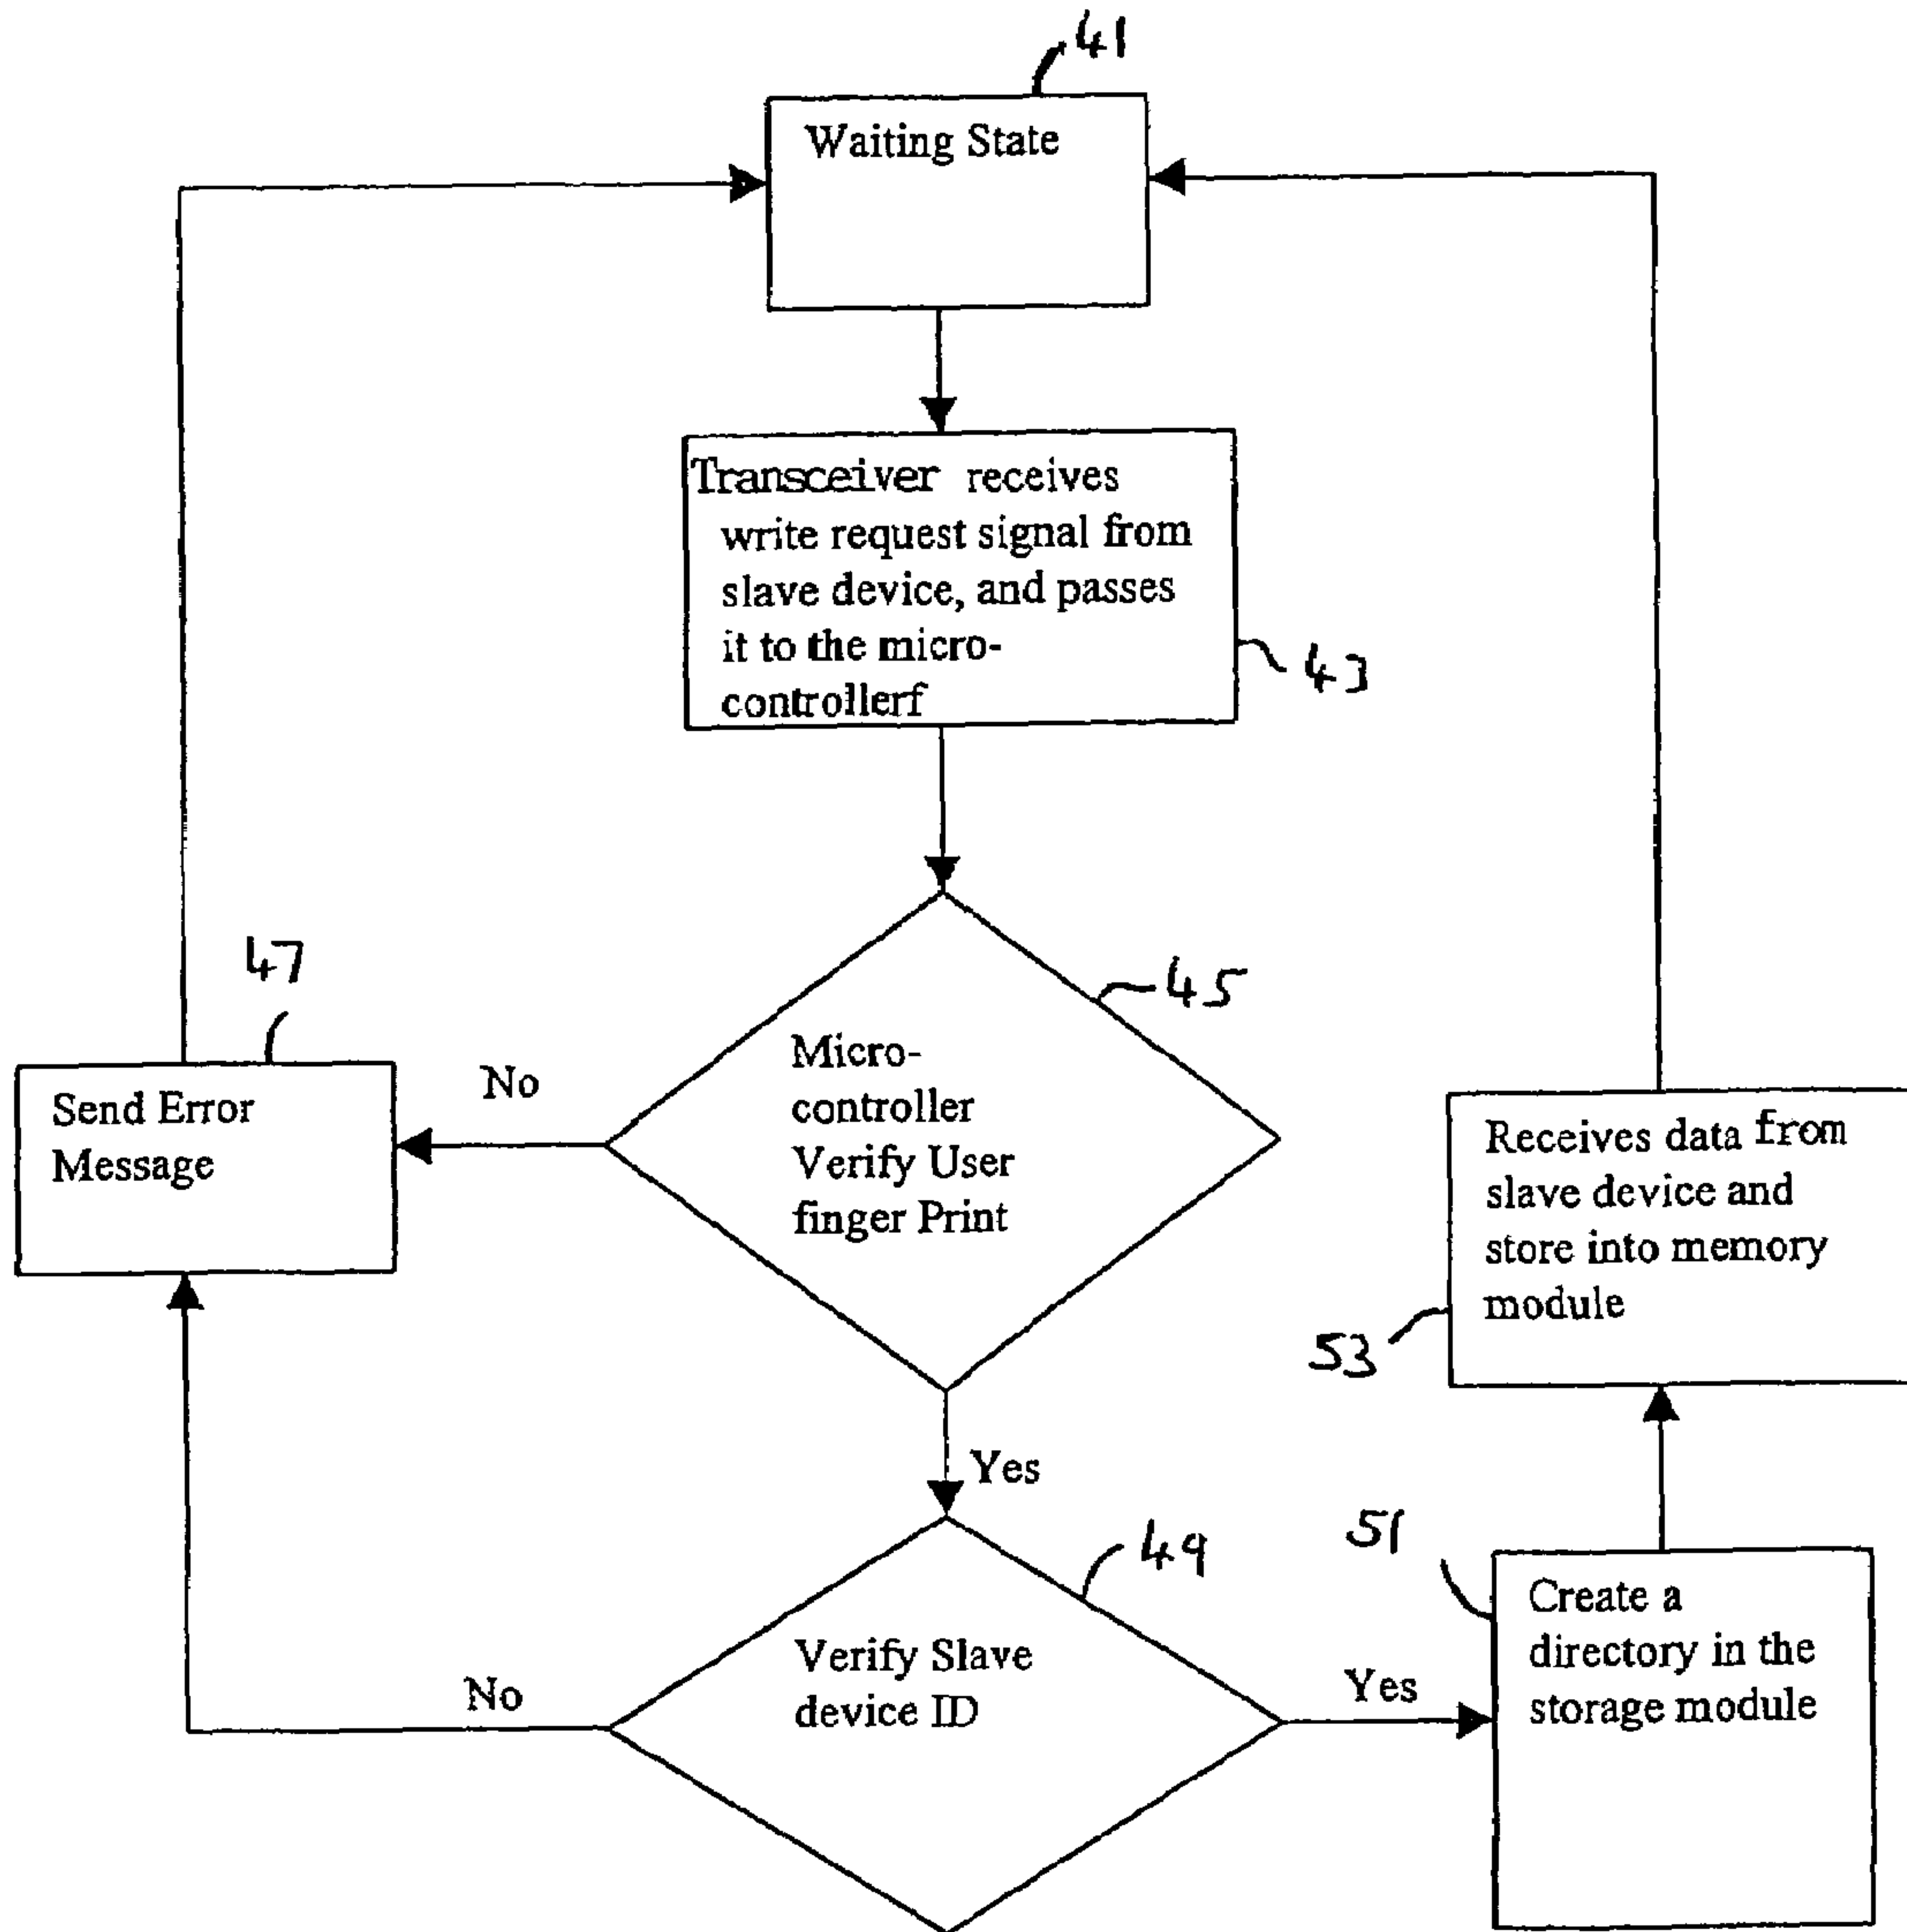 41
Waiting State
Transceiver receives
write request signal from
slave device, and passes
it to the micro-
controllerf
43
45
Micro-
controller
Verify User
finger Print
47
No
Send Error
Message
Receives data from
slave device and
store into memory
module
53
Yes
49
Verify Slave
device ID
No
Yes
51
Create a
directory in the
storage module